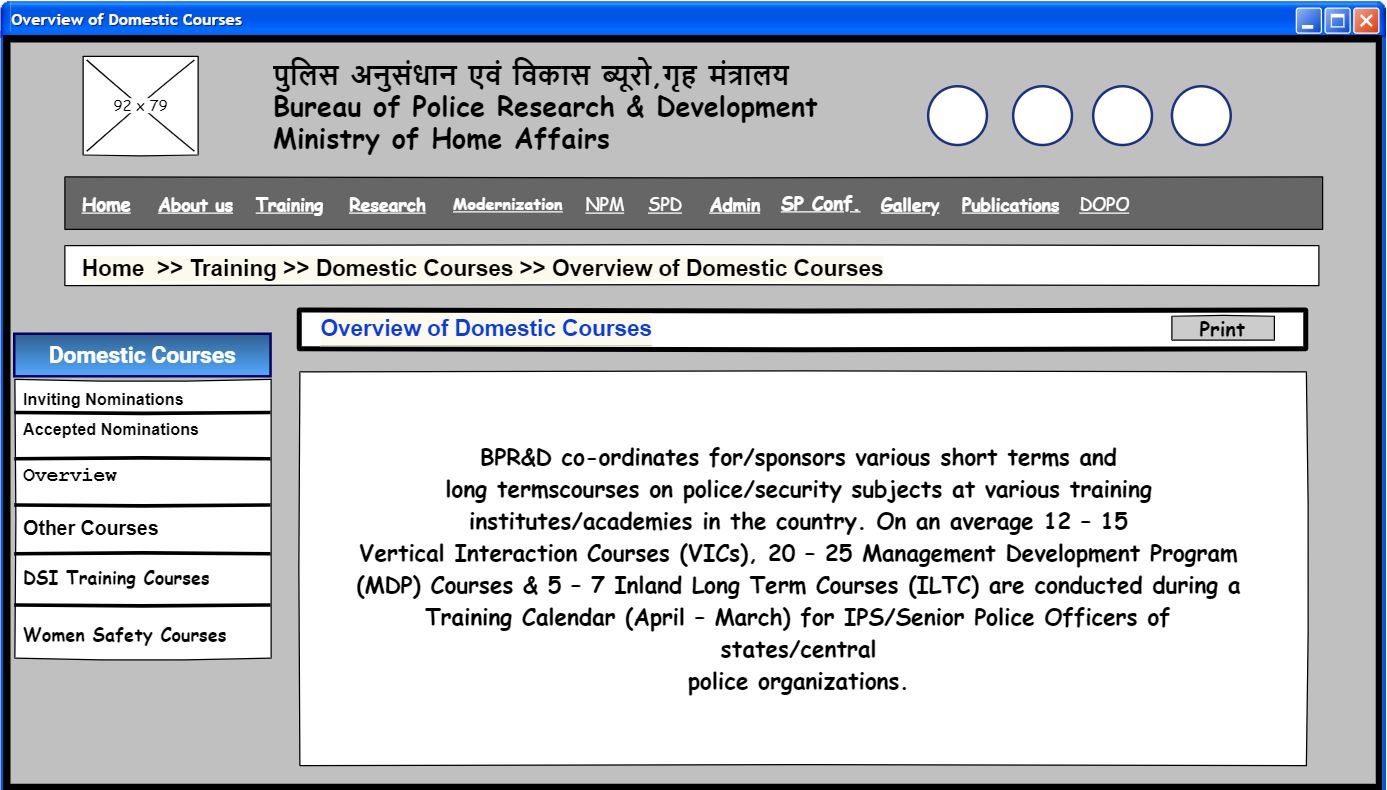 Overview of Domestic Courses
92 x 79
पुलिस अनुसंधान एवं विकास ब्यूरो,गृह मंत्रालय
Bureau of Police Research & Development
Ministry of Home Affairs
Home About us Training Research Modernization NPM SPD Admin SP Conf. Gallery Publications DOPO
Home >> Training >> Domestic Courses >> Overview of Domestic Courses
Overview of Domestic Courses
Print
Domestic Courses
Inviting Nominations
Accepted Nominations
Overview
Other Courses
DSI Training Courses
Women Safety Courses
BPR&D co-ordinates for/sponsors various short terms and
long termscourses on police/security subjects at various training
institutes/academies in the country. On an average 12 – 15
Vertical Interaction Courses (VICs), 20 – 25 Management Development Program
(MDP) Courses & 5 – 7 Inland Long Term Courses (ILTC) are conducted during a
Training Calendar (April – March) for IPS/Senior Police Officers of
states/central
police organizations.